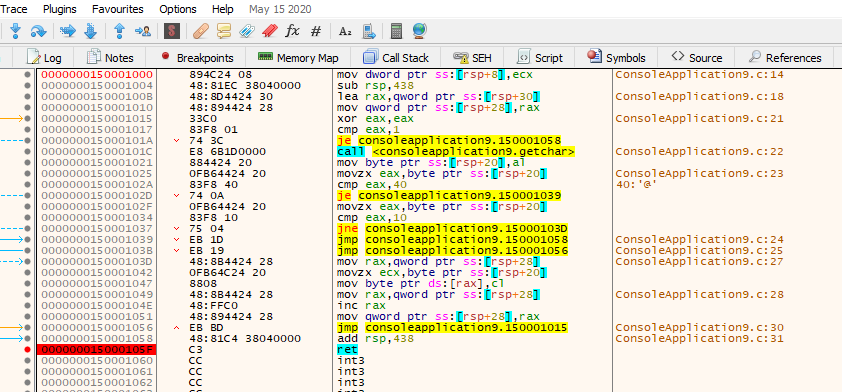 Trace Plugins Favourites Options Help May 15 2020
S fx # A₂
Log Notes Breakpoints Memory Map Call Stack SEH Script Symbols Source References
0000000150001000 894C24 08 mov dword ptr ss:[rsp+8],ecx ConsoleApplication9.c:14
0000000150001004 48:81EC 38040000 sub rsp,438
000000015000100B 48:8D4424 30 lea rax,qword ptr ss:[rsp+30] ConsoleApplication9.c:18
0000000150001010 48:894424 28 mov qword ptr ss:[rsp+28],rax
0000000150001015 33C0 xor eax,eax ConsoleApplication9.c:21
0000000150001017 83F8 01 cmp eax,1
000000015000101A 74 3C je consoleapplication9.150001058
000000015000101C E8 6B1D0000 call <consoleapplication9.getchar> ConsoleApplication9.c:22
0000000150001021 884424 20 mov byte ptr ss:[rsp+20],al
0000000150001025 0FB64424 20 movzx eax,byte ptr ss:[rsp+20] ConsoleApplication9.c:23
000000015000102A 83F8 40 cmp eax,40 40:'@'
000000015000102D 74 0A je consoleapplication9.150001039
000000015000102F 0FB64424 20 movzx eax,byte ptr ss:[rsp+20]
0000000150001034 83F8 10 cmp eax,10
0000000150001037 75 04 jne consoleapplication9.15000103D
0000000150001039 EB 1D jmp consoleapplication9.150001058 ConsoleApplication9.c:24
000000015000103B EB 19 jmp consoleapplication9.150001056 ConsoleApplication9.c:25
000000015000103D 48:8B4424 28 mov rax,qword ptr ss:[rsp+28] ConsoleApplication9.c:27
0000000150001042 0FB64C24 20 movzx ecx,byte ptr ss:[rsp+20]
0000000150001047 8808 mov byte ptr ds:[rax],cl
0000000150001049 48:8B4424 28 mov rax,qword ptr ss:[rsp+28] ConsoleApplication9.c:28
000000015000104E 48:FFC0 inc rax
0000000150001051 48:894424 28 mov qword ptr ss:[rsp+28],rax
0000000150001056 EB BD jmp consoleapplication9.150001015 ConsoleApplication9.c:30
0000000150001058 48:81C4 38040000 add rsp,438 ConsoleApplication9.c:31
000000015000105F C3 ret
0000000150001060 CC int3
0000000150001061 CC int3
0000000150001062 CC int3